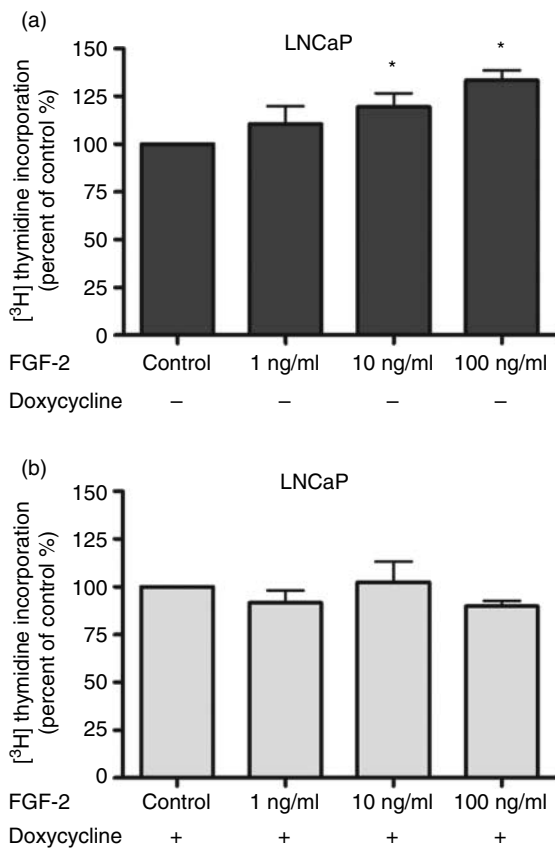 (a)
LNCaP
[³H] thymidine incorporation
(percent of control %)
150
125
100
75
50
25
0
* *
FGF-2 Control 1 ng/ml 10 ng/ml 100 ng/ml
Doxycycline – – – –
(b)
LNCaP
[³H] thymidine incorporation
(percent of control %)
150
125
100
75
50
25
0
FGF-2 Control 1 ng/ml 10 ng/ml 100 ng/ml
Doxycycline + + + +